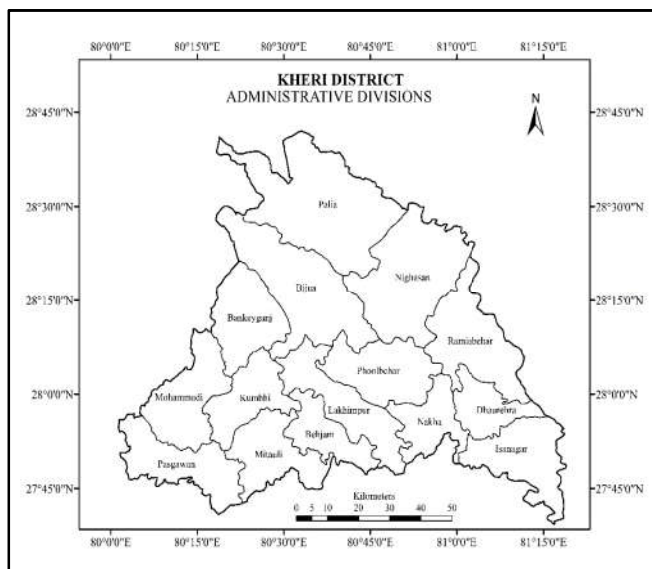 80°0'0"E 80°15'0"E 80°30'0"E 80°45'0"E 81°0'0"E 81°15'0"E
KHERI DISTRICT
ADMINISTRATIVE DIVISIONS
N
28°45'0"N 28°45'0"N
28°30'0"N 28°30'0"N
Palia
Nighasan
Bijua
28°15'0"N 28°15'0"N
Bankeyganj
Ramiabehar
Phoolbehar
28°0'0"N 28°0'0"N
Mohammodi
Kumbhi
Lakhimpur
Nakha
Dhaurehra
Behjam
Mitauli
Isanagar
Pasgawan
27°45'0"N 27°45'0"N
Kilometers
0 5 10 20 30 40 50
80°0'0"E 80°15'0"E 80°30'0"E 80°45'0"E 81°0'0"E 81°15'0"E